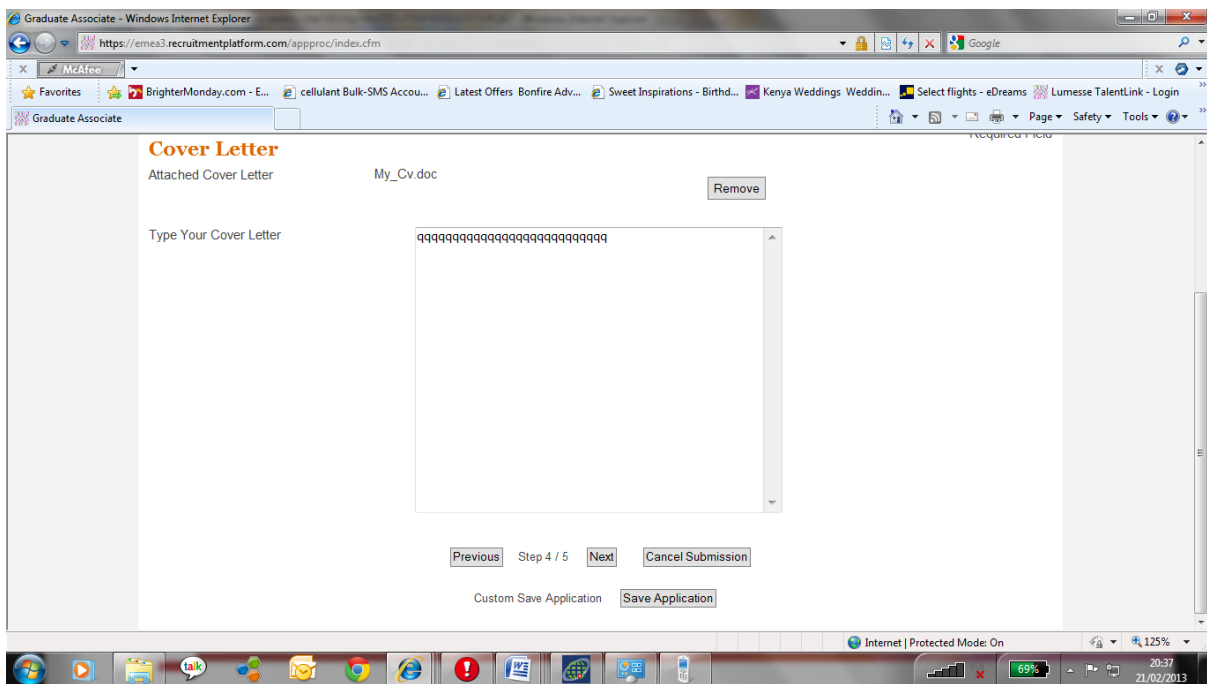 Graduate Associate - Windows Internet Explorer
https://emea3.recruitmentplatform.com/appproc/index.cfm
Google
X McAfee
x
Favorites BrighterMonday.com - E... cellulant Bulk-SMS Accou... Latest Offers Bonfire Adv... Sweet Inspirations - Birthd... Kenya Weddings Weddin... Select flights - eDreams Lumesse TalentLink - Login
Graduate Associate
Page Safety Tools
Required Field
Cover Letter
Attached Cover Letter My_Cv.doc
Remove
Type Your Cover Letter
qqqqqqqqqqqqqqqqqqqqqqqqqqq
Previous Step 4 / 5 Next Cancel Submission
Custom Save Application Save Application
Internet | Protected Mode: On 125%
talk
69%
20:37
21/02/2013